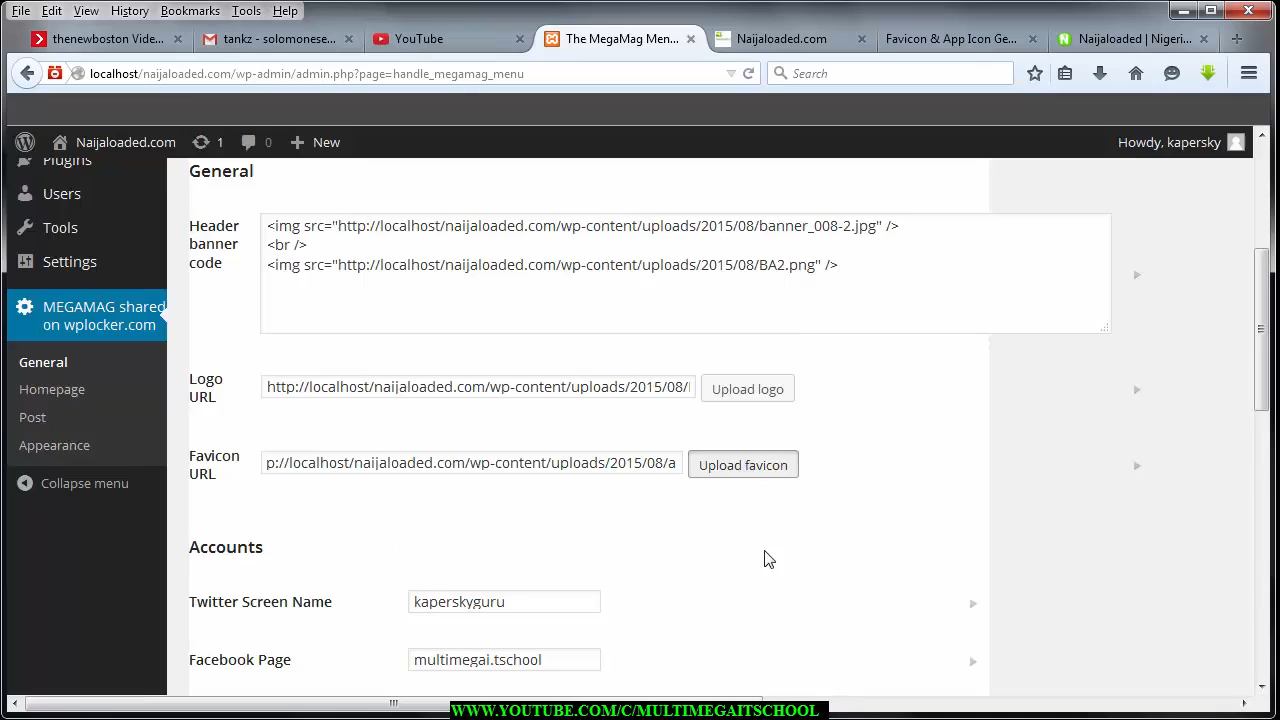 File Edit View History Bookmarks Tools Help
thenewboston Vide...
tankz - solomonese...
YouTube
The MegaMag Men...
Naijaloaded.com
Favicon & App Icon Ge...
Naijaloaded | Nigeri...
localhost/naijaloaded.com/wp-admin/admin.php?page=handle_megamag_menu
Search
Naijaloaded.com
1
0
New
Howdy, kapersky
Plugins
Users
Tools
Settings
MEGAMAG shared
on wplocker.com
General
Homepage
Post
Appearance
Collapse menu
General
Header
banner
code
<img src="http://localhost/naijaloaded.com/wp-content/uploads/2015/08/banner_008-2.jpg" />
<br />
<img src="http://localhost/naijaloaded.com/wp-content/uploads/2015/08/BA2.png" />
Logo
URL
http://localhost/naijaloaded.com/wp-content/uploads/2015/08/
Upload logo
Favicon
URL
p://localhost/naijaloaded.com/wp-content/uploads/2015/08/a
Upload favicon
Accounts
Twitter Screen Name
kaperskyguru
Facebook Page
multimegai.tschool
WWW.YOUTUBE.COM/C/MULTIMEGAITSCHOOL